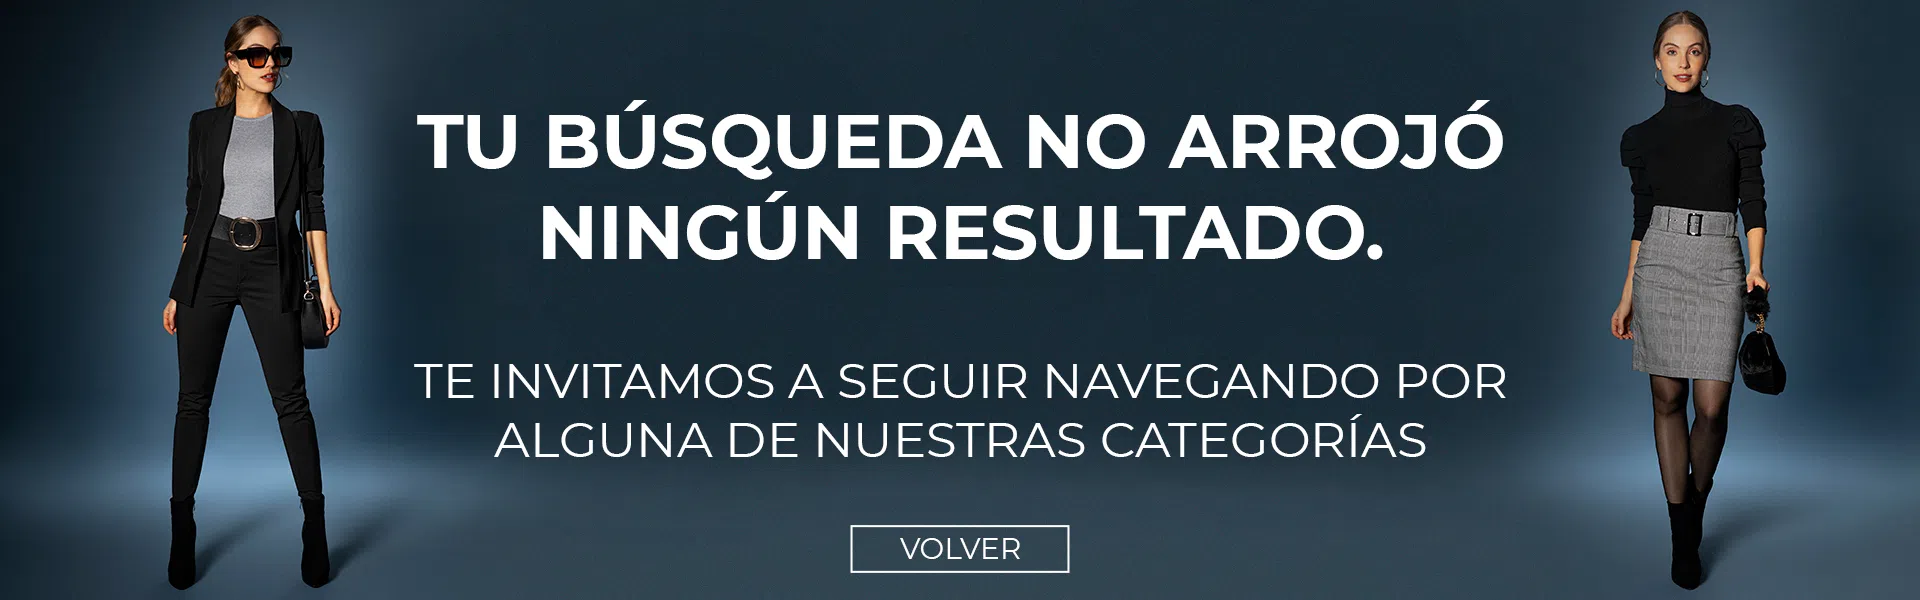 TU BÚSQUEDA NO ARROJÓ
NINGÚN RESULTADO.
TE INVITAMOS A SEGUIR NAVEGANDO POR
ALGUNA DE NUESTRAS CATEGORÍAS
VOLVER